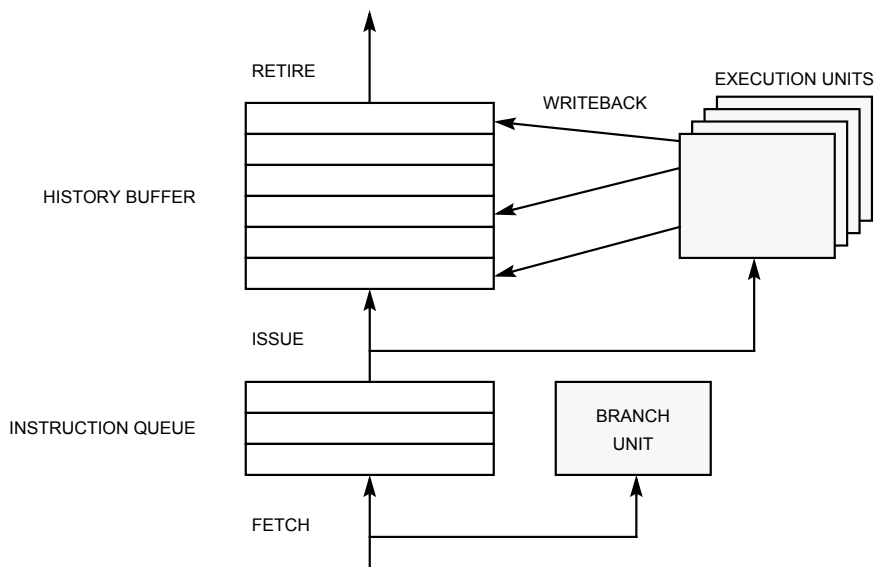 RETIRE
EXECUTION UNITS
WRITEBACK
HISTORY BUFFER
ISSUE
INSTRUCTION QUEUE
BRANCH
UNIT
FETCH